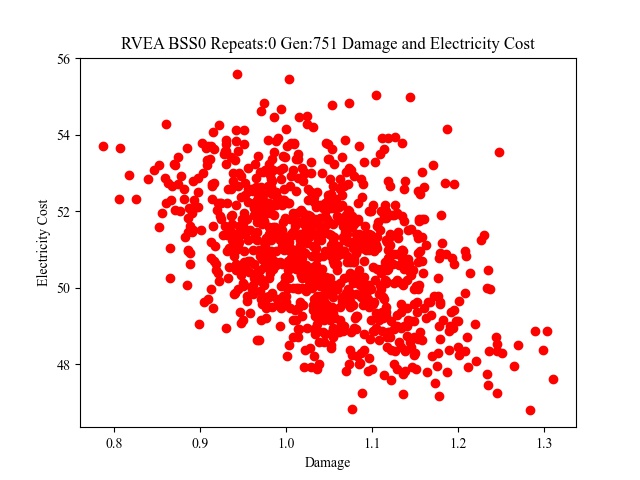 RVEA BSS0 Repeats:0 Gen:751 Damage and Electricity Cost
56
54
52
50
48
Electricity Cost
0.8 0.9 1.0 1.1 1.2 1.3
Damage